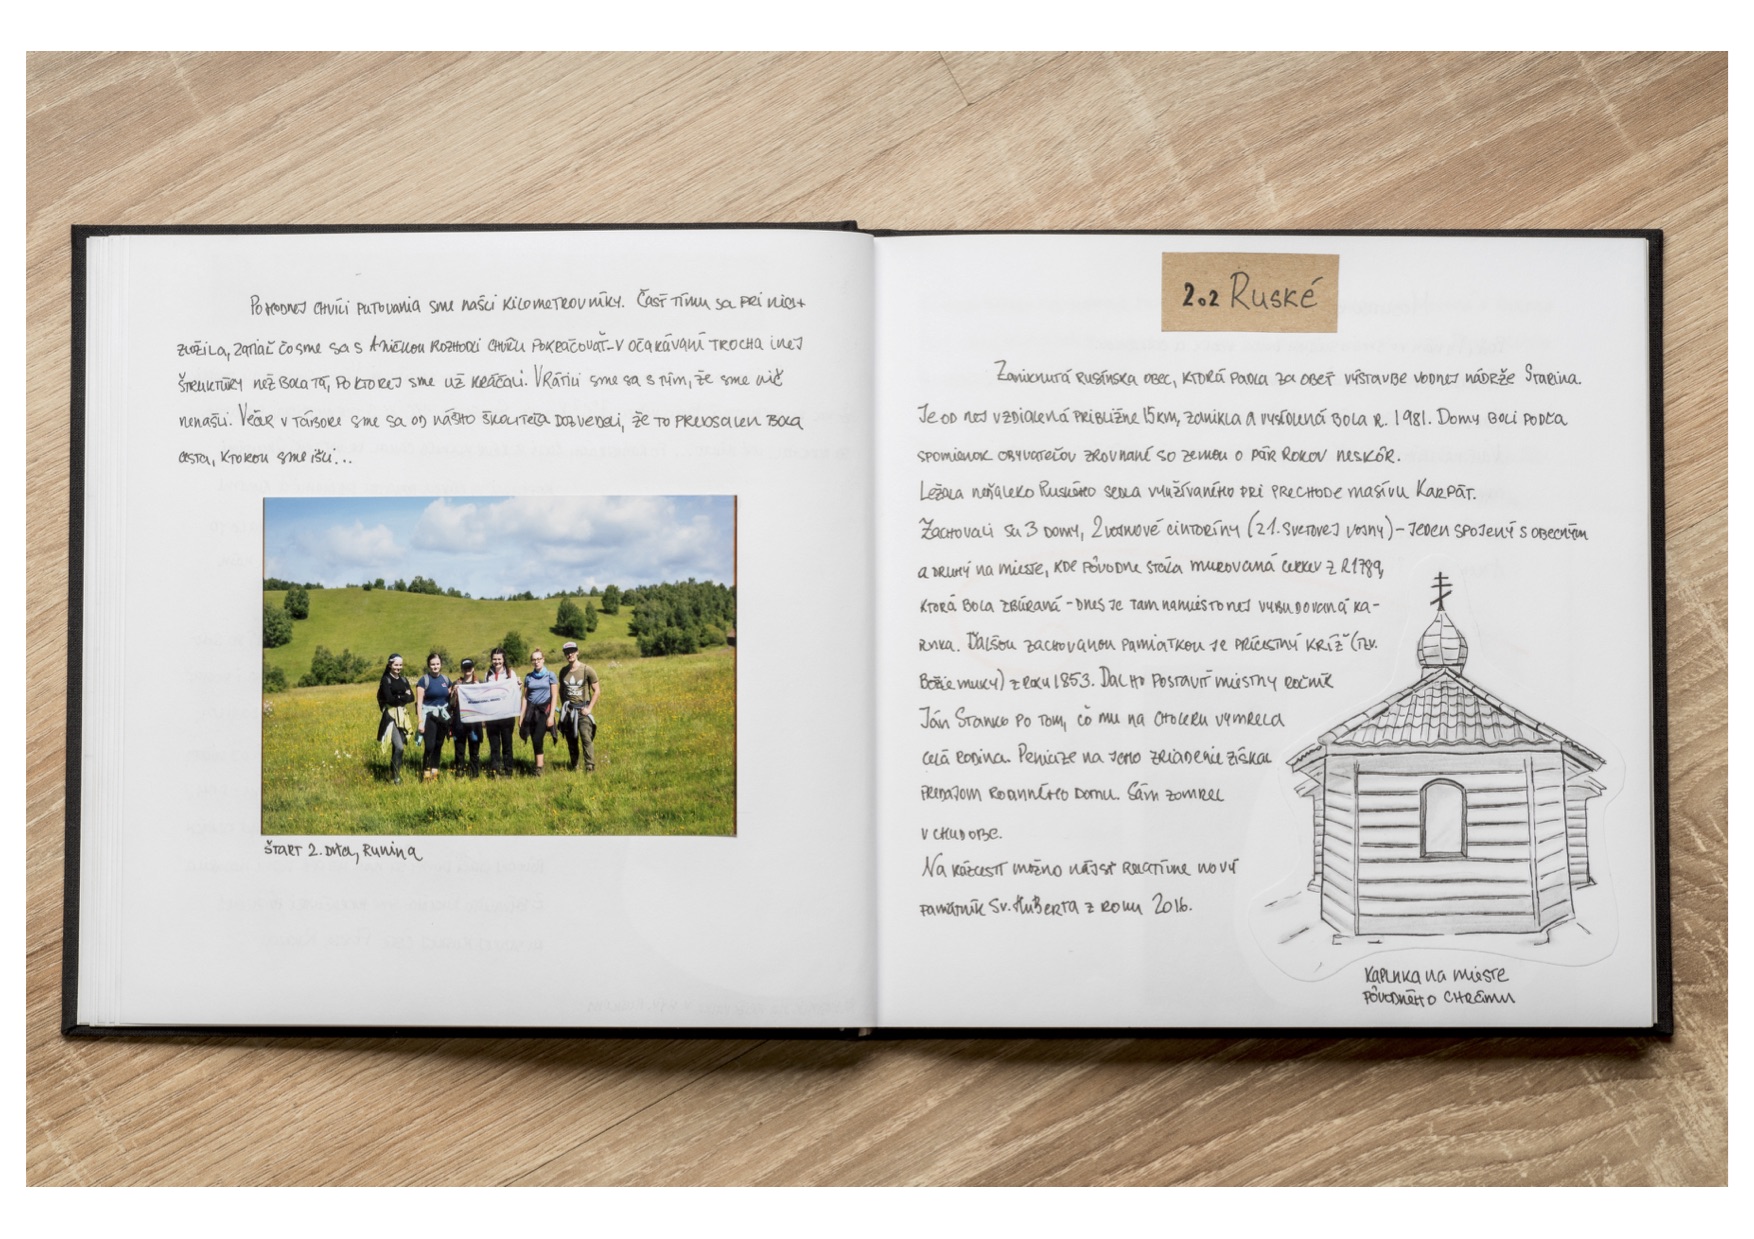 Po hodnej chvíli putovania sme našli kilometrovníky. Časť tímu sa pri nich
zložila, zatiaľ čo sme sa s Aničkou rozhodli chvíľu pokračovať - v očakávaní trocha inej
štruktúry než bola tá, po ktorej sme už kráčali. Vrátili sme sa s tým, že sme nič
nenašli. Večer v tábore sme sa od nášho školiteľa dozvedeli, že to preosalen bola
cesta, ktorou sme išli...
Štart 2. dňa, Runina
2.2 Ruské
Zaniknutá rusínska obec, ktorá padla za obeť výstavbe vodnej nádrže Starina.
Je od nej vzdialená približne 15km, zanikla a vysídlená bola r. 1981. Domy boli podľa
spomienok obyvateľov zrovnané so zemou o pár rokov neskôr.
Ležala neďaleko Ruského sedla využívaného pri prechode masívu Karpát.
Zachovali sa 3 domy, 2 vojnové cintoríny (z 1. svetovej vojny) - jeden spojený s obecným
a druhý na mieste, kde pôvodne stála murovaná cerkev z r. 1789,
ktorá bola zbúraná - dnes je tam namiesto nej vybudovaná ka-
plnka. Ďalšou zachovanou pamiatkou je prícestný kríž (tzv.
Božie muky) z roku 1853. Dal ho postaviť miestny roľník
Ján Stanko po tom, čo mu na choleru vymrela
celá rodina. Peniaze na jeho zriadenie získal
predajom rodinného domu. Sám zomrel
v chudobe.
Na rázcestí možno nájsť relatívne nový
pamätník Sv. Huberta z roku 2016.
Kaplnka na mieste
pôvodného chrámu